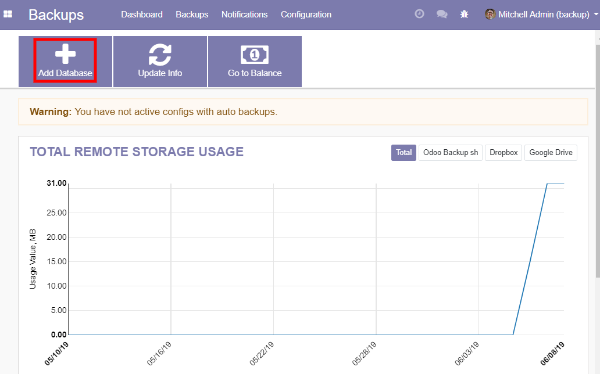 Backups Dashboard Backups Notifications Configuration Mitchell Admin (backup)
Add Database Update Info Go to Balance
Warning: You have not active configs with auto backups.
TOTAL REMOTE STORAGE USAGE Total Odoo Backup sh Dropbox Google Drive
31.00
25.00
20.00
15.00
10.00
5.00
0.00
Usage Value, MB
05/10/19 05/16/19 05/22/19 05/28/19 06/03/19 06/08/19